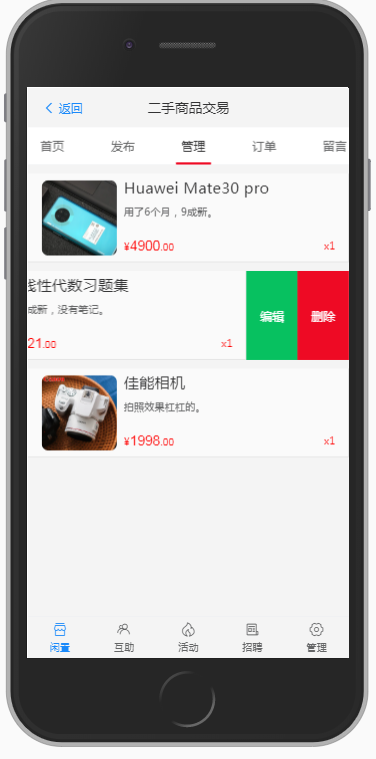 返回
二手商品交易
首页 发布 管理 订单 留言
Huawei Mate30 pro
用了6个月，9成新。
¥4900.00 x1
线性代数习题集
成新，没有笔记。
21.00 x1
编辑 删除
佳能相机
拍照效果杠杠的。
¥1998.00 x1
闲置 互助 活动 招聘 管理